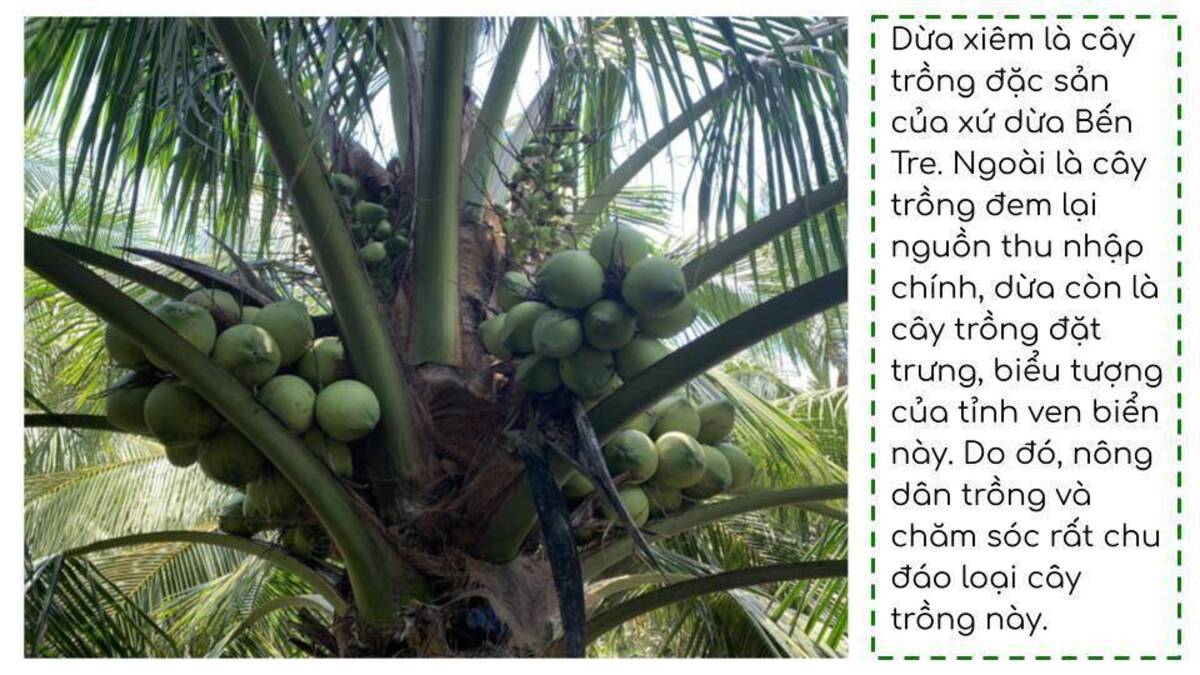 Dừa xiêm là cây
trồng đặc sản
của xứ dừa Bến
Tre. Ngoài là cây
trồng đem lại
nguồn thu nhập
chính, dừa còn là
cây trồng đặt
trưng, biểu tượng
của tỉnh ven biển
này. Do đó, nông
dân trồng và
chăm sóc rất chu
đáo loại cây
trồng này.